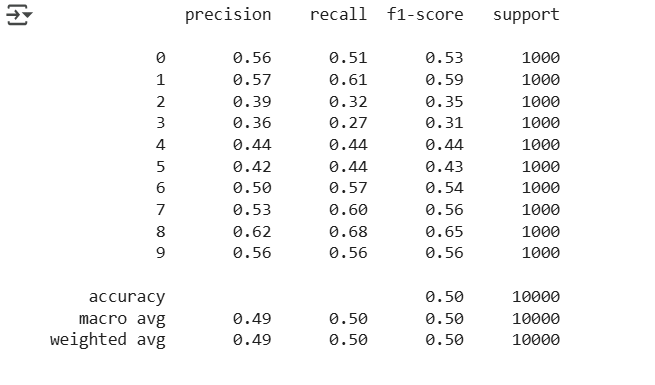 precision recall f1-score support
0 0.56 0.51 0.53 1000
1 0.57 0.61 0.59 1000
2 0.39 0.32 0.35 1000
3 0.36 0.27 0.31 1000
4 0.44 0.44 0.44 1000
5 0.42 0.44 0.43 1000
6 0.50 0.57 0.54 1000
7 0.53 0.60 0.56 1000
8 0.62 0.68 0.65 1000
9 0.56 0.56 0.56 1000
accuracy 0.50 10000
macro avg 0.49 0.50 0.50 10000
weighted avg 0.49 0.50 0.50 10000